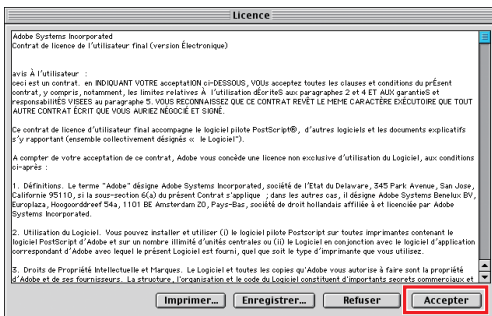 Licence
Adobe Systems Incorporated
Contrat de licence de l'utilisateur final (version Électronique)
avis À l'utilisateur :
ceci est un contrat. en INDIQUANT VOTRE acceptatION ci-DESSOUS, VOUs acceptez toutes les clauses et conditions du prÉsent
contrat, y compris, notamment, les limites relatives À l'utilisation dÉcritеS aux paragraphes 2 et 4 ET AUX garantieS et
responsabilitÉS VISEES au paragraphe 5. VOUS RECONNAISSEZ QUE CE CONTRAT REVÊT LE MEME CARACTÈRE EXÉCUTOIRE QUE TOUT
AUTRE CONTRAT ÉCRIT QUE VOUS AURIEZ NÉGOCIÉ ET SIGNÉ.
Ce contrat de licence d'utilisateur final accompagne le logiciel pilote PostScript®, d'autres logiciels et les documents explicatifs
s'y rapportant (ensemble collectivement désignés « le Logiciel").
A compter de votre acceptation de ce contrat, Adobe vous concède une licence non exclusive d'utilisation du Logiciel, aux conditions
ci-après :
1. Définitions. Le terme "Adobe" désigne Adobe Systems Incorporated, société de l'Etat du Delaware, 345 Park Avenue, San Jose,
Californie 95110, si la sous-section 6(a) du présent Contrat s'applique ; dans les autres cas, il désigne Adobe Systems Benelux BV,
Europlaza, Hoogoorddreef 54a, 1101 BE Amsterdam ZO, Pays-Bas, société de droit hollandais affiliée à et licenciée par Adobe
Systems Incorporated.
2. Utilisation du Logiciel. Vous pouvez installer et utiliser (i) le logiciel pilote Postscript sur toutes imprimantes contenant le
logiciel PostScript d'Adobe et sur un nombre illimité d'unités centrales ou (ii) le Logiciel en conjonction avec le logiciel d'application
correspondant d'Adobe avec lequel le présent Logiciel est fourni, quel que soit le type d'imprimante que vous utilisez.
3. Droits de Propriété Intellectuelle et Marques. Le Logiciel et toutes les copies qu'Adobe vous autorise à faire sont la propriété
d'Adobe et de ses fournisseurs. La structure, l'organisation et le code du Logiciel constituent d'importants secrets commerciaux et
Imprimer... Enregistrer... Refuser Accepter